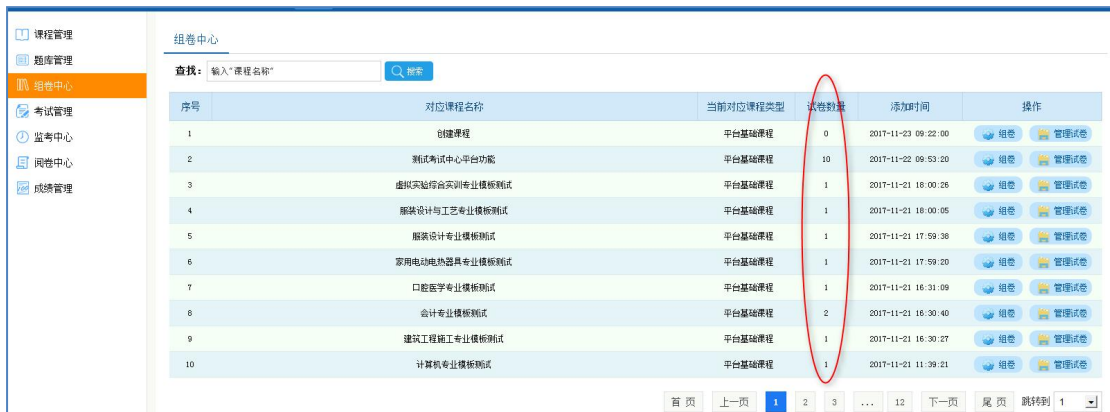 课程管理
题库管理
组卷中心
考试管理
监考中心
阅卷中心
成绩管理
组卷中心
查找： 输入"课程名称" 搜索
序号 对应课程名称 当前对应课程类型 试卷数量 添加时间 操作
1 创建课程 平台基础课程 0 2017-11-23 09:22:00 组卷 管理试卷
2 测试考试中心平台功能 平台基础课程 10 2017-11-22 09:53:20 组卷 管理试卷
3 虚拟实验综合实训专业模板测试 平台基础课程 1 2017-11-21 18:00:26 组卷 管理试卷
4 服装设计与工艺专业模板测试 平台基础课程 1 2017-11-21 18:00:05 组卷 管理试卷
5 服装设计专业模板测试 平台基础课程 1 2017-11-21 17:59:38 组卷 管理试卷
6 家用电动电热器具专业模板测试 平台基础课程 1 2017-11-21 17:59:20 组卷 管理试卷
7 口腔医学专业模板测试 平台基础课程 1 2017-11-21 16:31:09 组卷 管理试卷
8 会计专业模板测试 平台基础课程 2 2017-11-21 16:30:40 组卷 管理试卷
9 建筑工程施工专业模板测试 平台基础课程 1 2017-11-21 16:30:27 组卷 管理试卷
10 计算机专业模板测试 平台基础课程 1 2017-11-21 11:39:21 组卷 管理试卷
首页 上一页 1 2 3 ... 12 下一页 尾页 跳转到 1